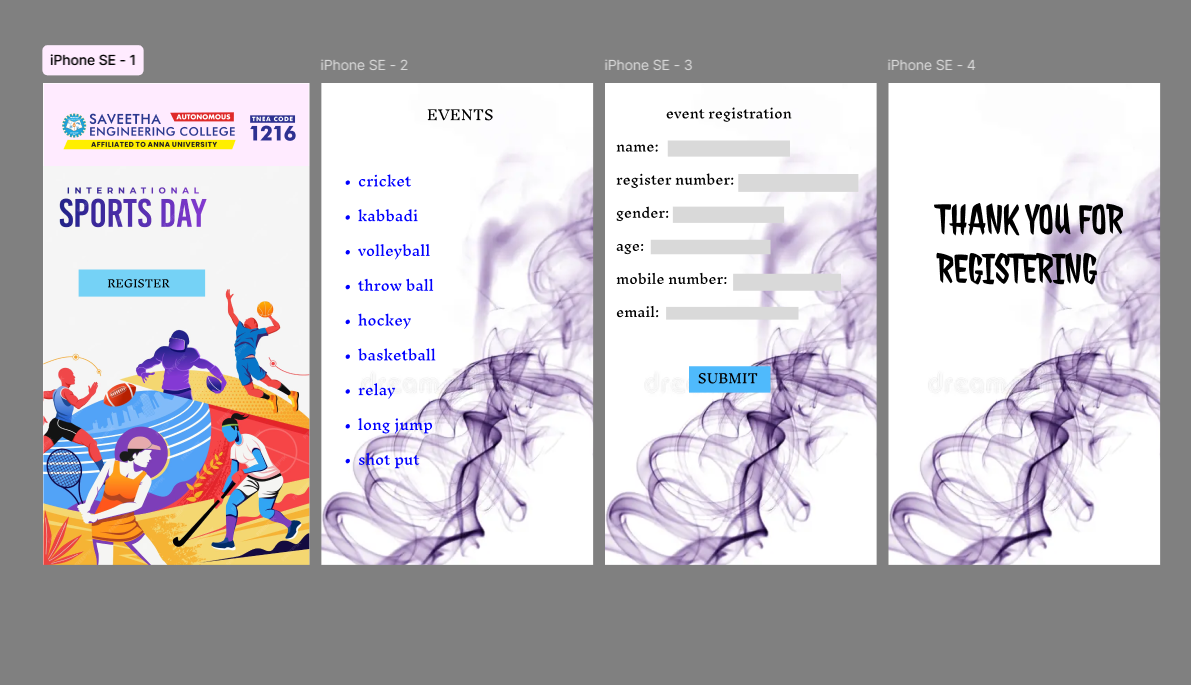 iPhone SE - 1
SAVEETHA AUTONOMOUS
ENGINEERING COLLEGE
AFFILIATED TO ANNA UNIVERSITY
TNEA CODE
1216
INTERNATIONAL
SPORTS DAY
REGISTER
iPhone SE - 2
EVENTS
• cricket
• kabbadi
• volleyball
• throw ball
• hockey
• basketball
• relay
• long jump
• shot put
iPhone SE - 3
event registration
name:
register number:
gender:
age:
mobile number:
email:
SUBMIT
iPhone SE - 4
THANK YOU FOR
REGISTERING